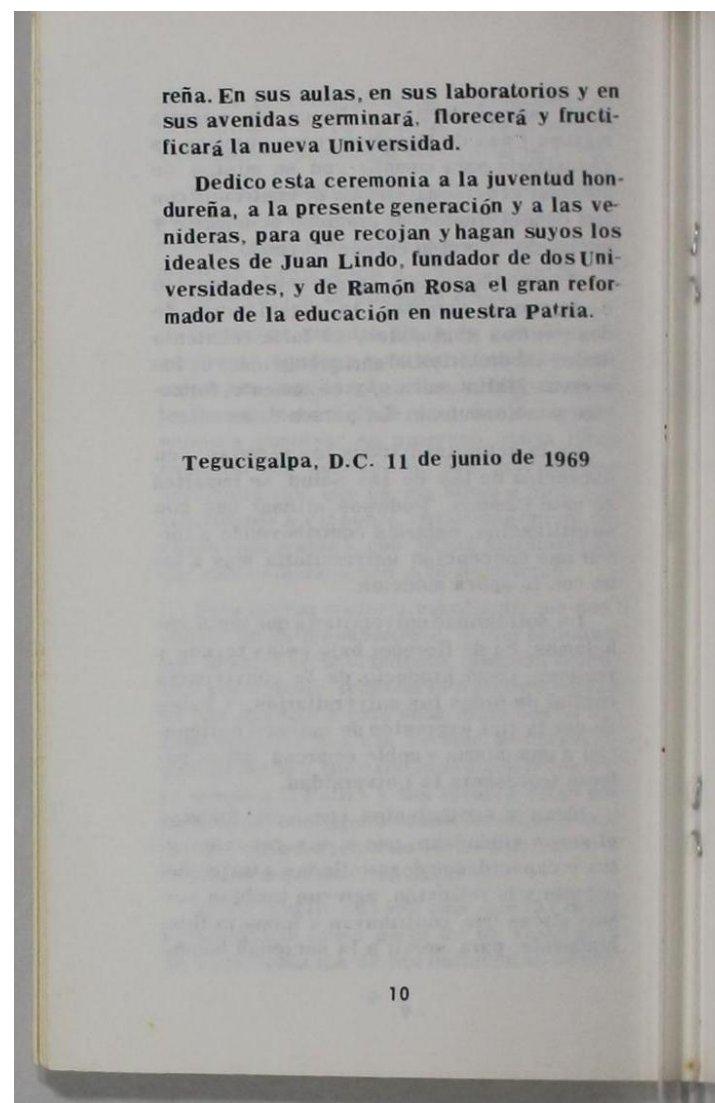 reña. En sus aulas, en sus laboratorios y en
sus avenidas germinará, florecerá y fructi-
ficará la nueva Universidad.
Dedico esta ceremonia a la juventud hon-
dureña, a la presente generación y a las ve-
nideras, para que recojan y hagan suyos los
ideales de Juan Lindo, fundador de dos Uni-
versidades, y de Ramón Rosa el gran refor-
mador de la educación en nuestra Patria.
Tegucigalpa, D.C. 11 de junio de 1969
10